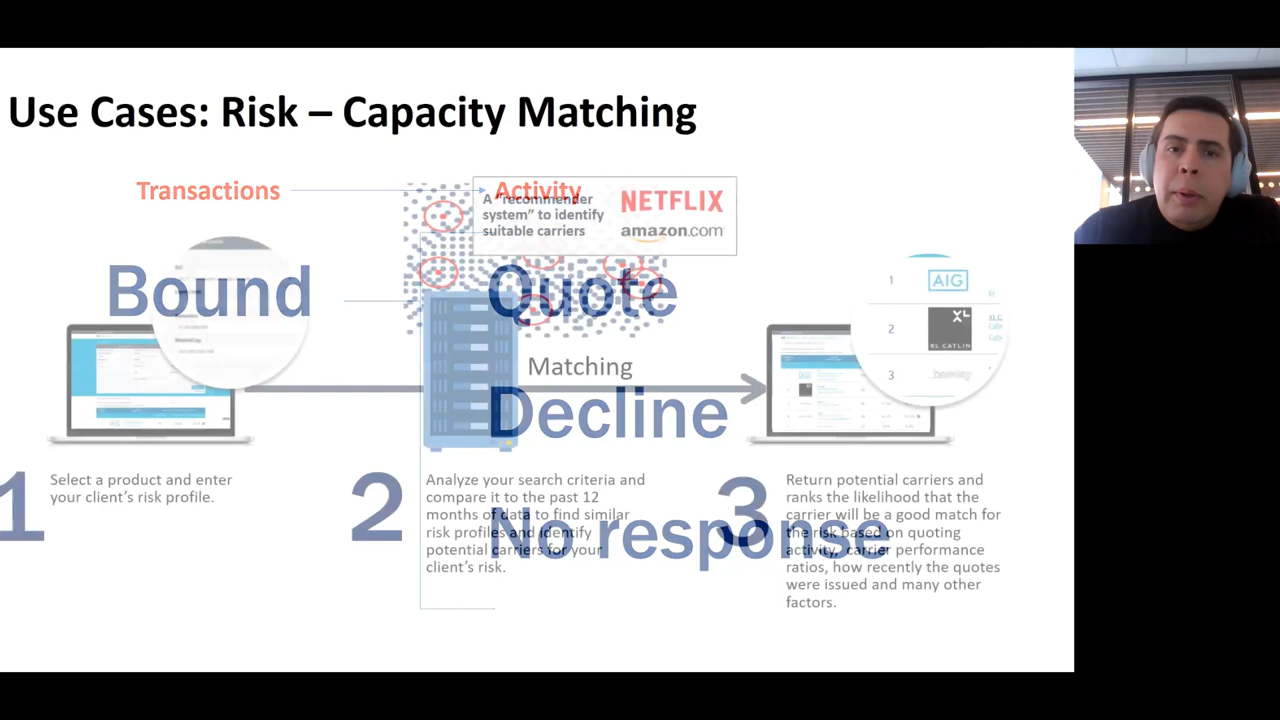 Use Cases: Risk – Capacity Matching
Transactions
Activity
A "recommender
system" to identify
suitable carriers
NETFLIX
amazon.com
Bound
Quote
Matching
Decline
No response
1
Select a product and enter
your client's risk profile.
2
Analyze your search criteria and
compare it to the past 12
months of data to find similar
risk profiles and identify
potential carriers for your
client's risk.
3
Return potential carriers and
ranks the likelihood that the
carrier will be a good match for
the risk based on quoting
activity, carrier performance
ratios, how recently the quotes
were issued and many other
factors.
1
AIG
2
XL
XL CATLIN
XL C
3